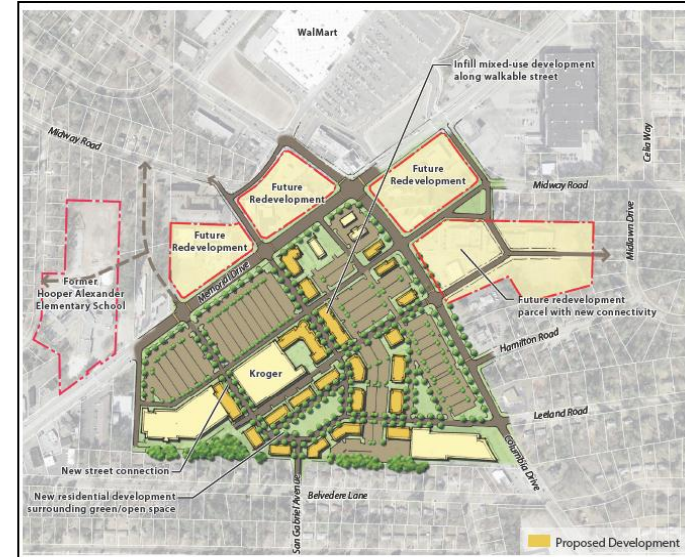 WalMart
Infill mixed-use development
along walkable street
Midway Road
Celia Way
Future
Redevelopment
Future
Redevelopment
Midway Road
Future
Redevelopment
Midlawn Drive
Former
Hooper Alexander
Elementary School
Memorial Drive
Future redevelopment
parcel with new connectivity
Hamilton Road
Kroger
Leeland Road
Columbia Drive
New street connection
New residential development
surrounding green/open space
San Gabriel Avenue
Belvedere Lane
Proposed Development